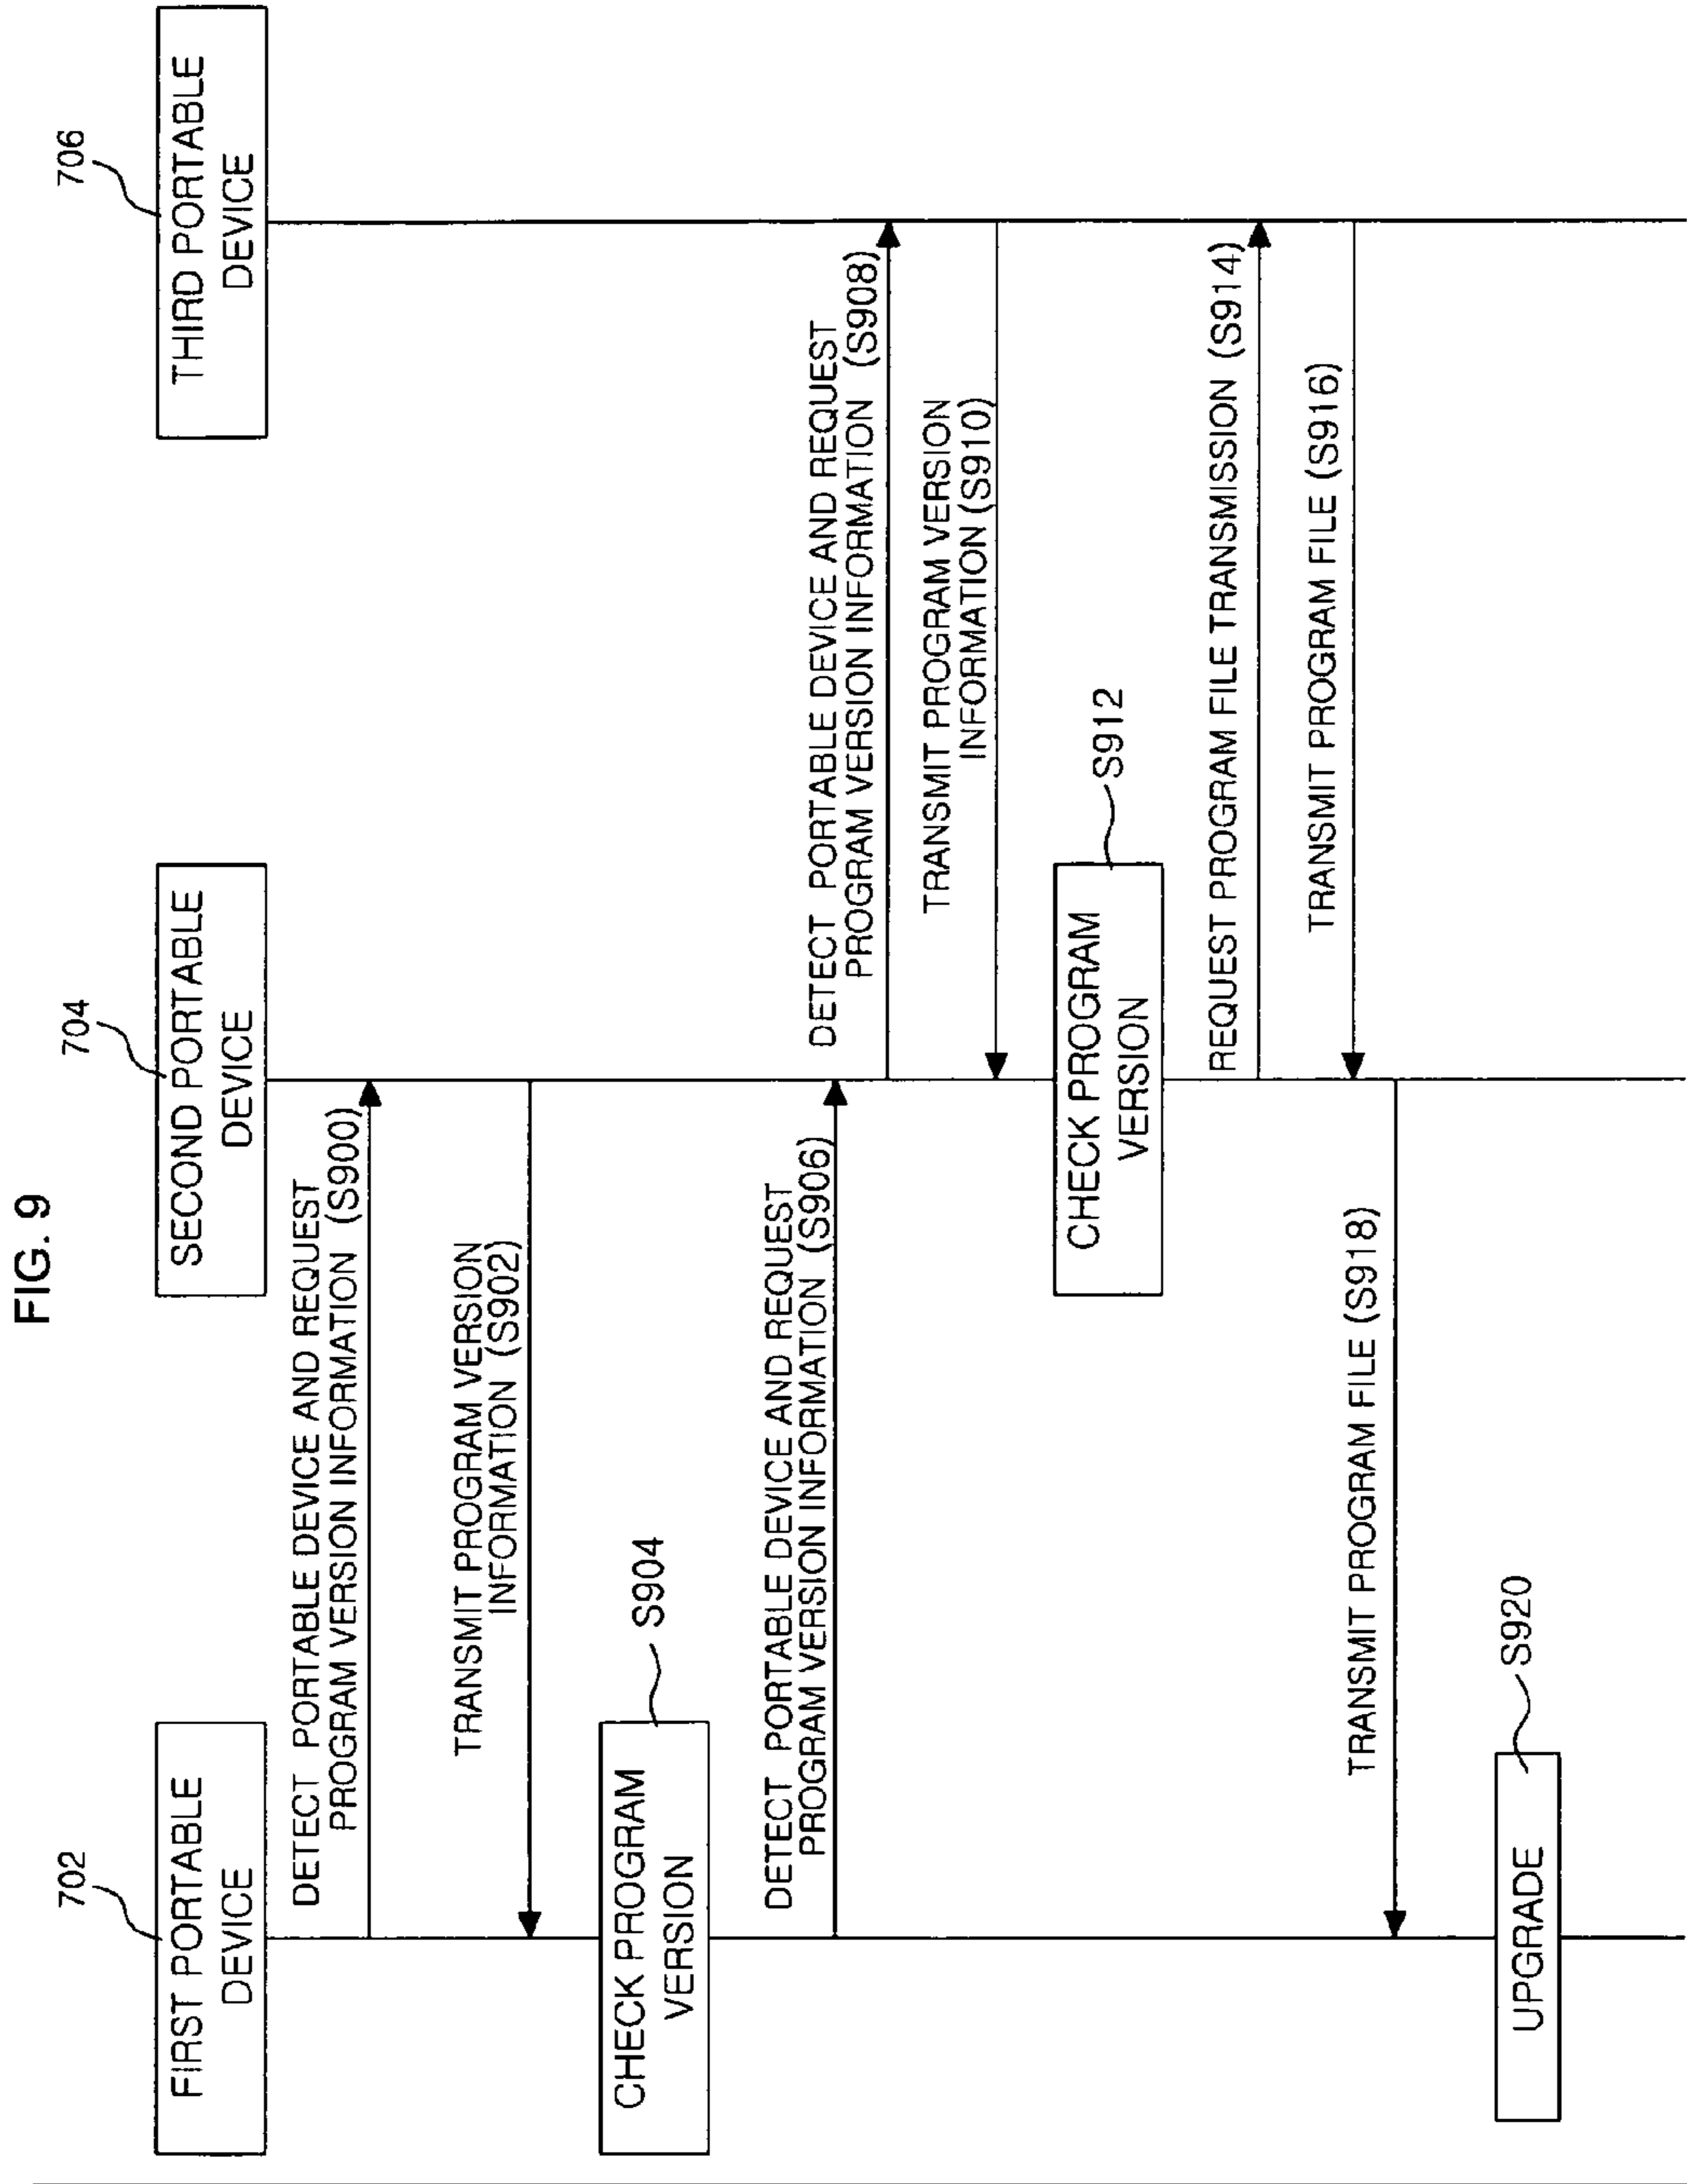 FIG. 9
702
FIRST PORTABLE
DEVICE
704
SECOND PORTABLE
DEVICE
706
THIRD PORTABLE
DEVICE
DETECT PORTABLE DEVICE AND REQUEST
PROGRAM VERSION INFORMATION (S900)
TRANSMIT PROGRAM VERSION
INFORMATION (S902)
CHECK PROGRAM
VERSION
S904
DETECT PORTABLE DEVICE AND REQUEST
PROGRAM VERSION INFORMATION (S906)
DETECT PORTABLE DEVICE AND REQUEST
PROGRAM VERSION INFORMATION (S908)
TRANSMIT PROGRAM VERSION
INFORMATION (S910)
CHECK PROGRAM
VERSION
S912
REQUEST PROGRAM FILE TRANSMISSION (S914)
TRANSMIT PROGRAM FILE (S916)
TRANSMIT PROGRAM FILE (S918)
UPGRADE
S920